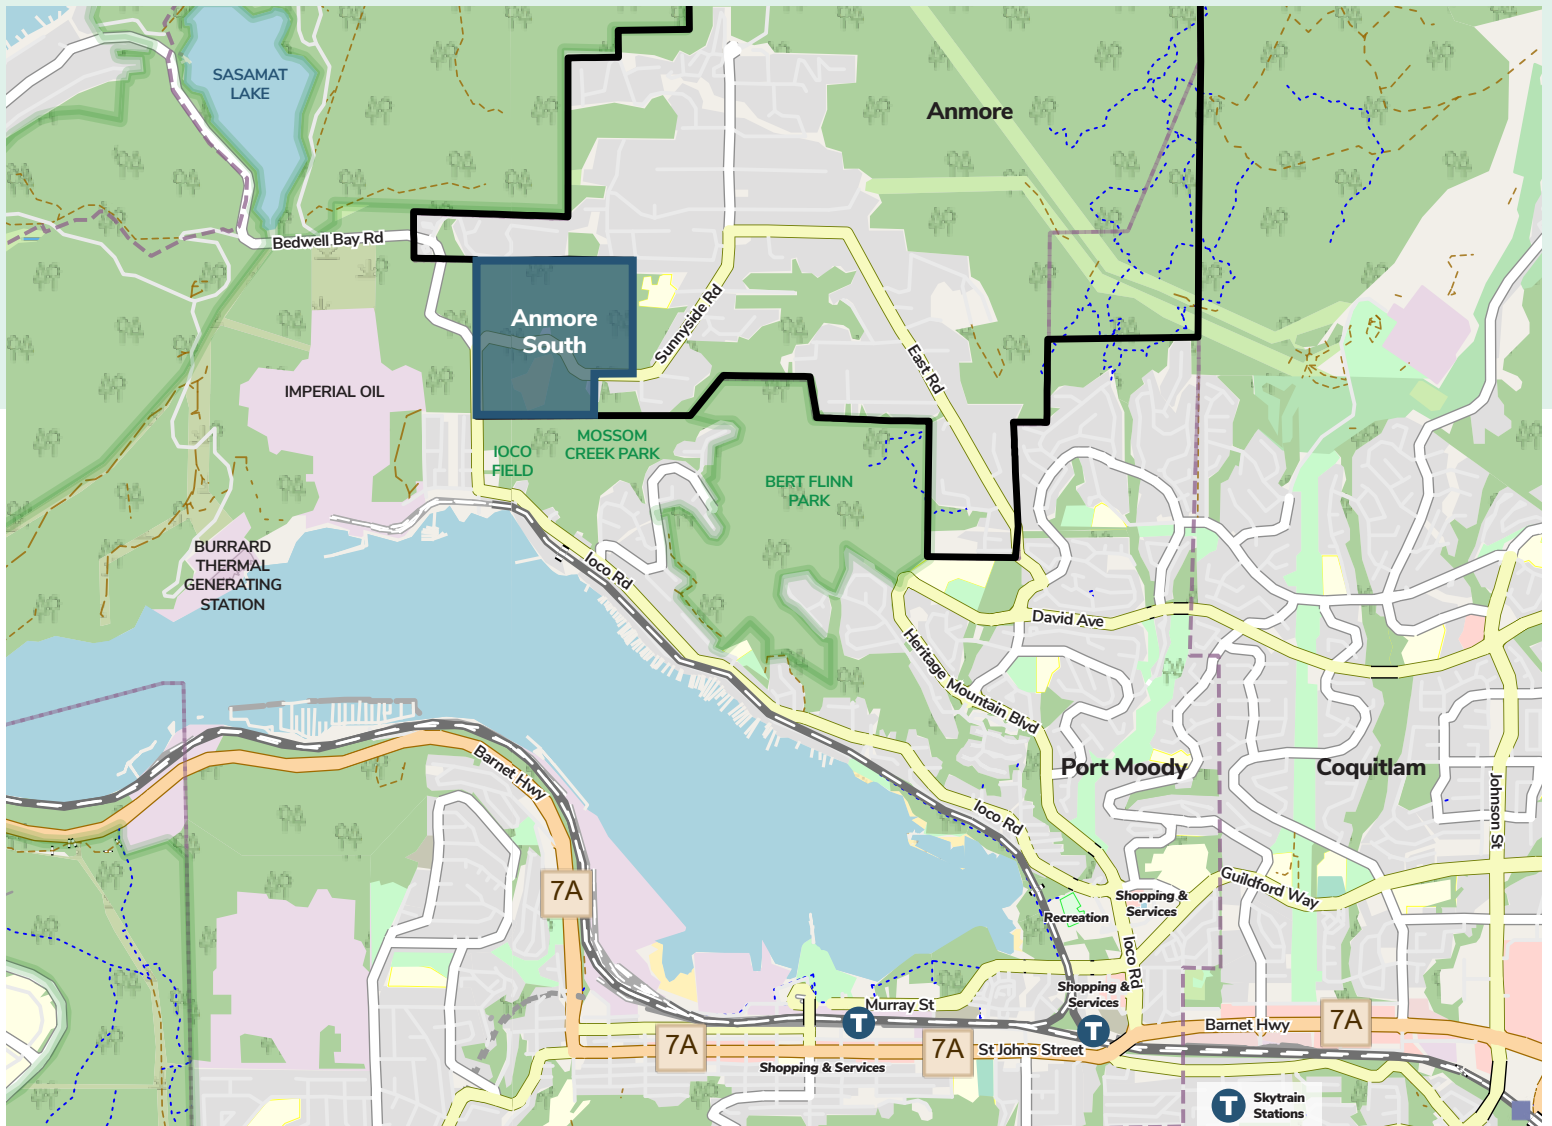 SASAMAT
LAKE
Anmore
Bedwell Bay Rd
Anmore
South
Sunnyside Rd
East Rd
IMPERIAL OIL
IOCO
FIELD
MOSSOM
CREEK PARK
BERT FLINN
PARK
BURRARD
THERMAL
GENERATING
STATION
Ioco Rd
David Ave
Heritage Mountain Blvd
Port Moody
Coquitlam
Johnson St
Barnet Hwy
Ioco Rd
7A
Guildford Way
Shopping &
Services
Recreation
Ioco Rd
Shopping &
Services
Murray St
T
T
Barnet Hwy
7A
7A
7A
St Johns Street
Shopping & Services
T
Skytrain
Stations